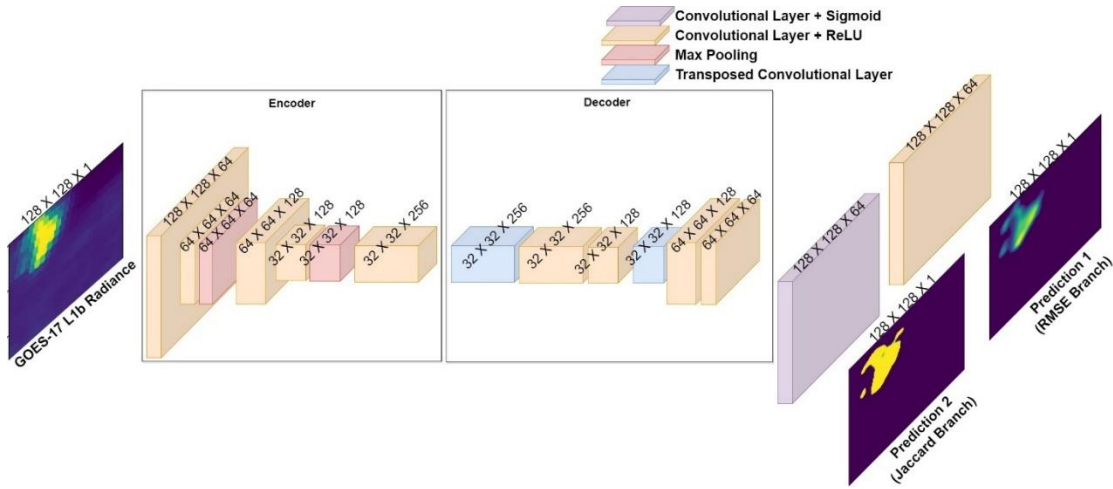 Convolutional Layer + Sigmoid
Convolutional Layer + ReLU
Max Pooling
Transposed Convolutional Layer
Encoder
Decoder
128 X 128 X 1
GOES-17 L1b Radiance
128 X 128 X 64
64 X 64 X 64
64 X 64 X 64
64 X 64 X 128
32 X 32 X 128
32 X 32 X 128
32 X 32 X 256
32 X 32 X 256
32 X 32 X 256
32 X 32 X 128
32 X 32 X 128
64 X 64 X 128
64 X 64 X 64
128 X 128 X 64
128 X 128 X 64
128 X 128 X 1
Prediction 1
(RMSE Branch)
128 X 128 X 1
Prediction 2
(Jaccard Branch)